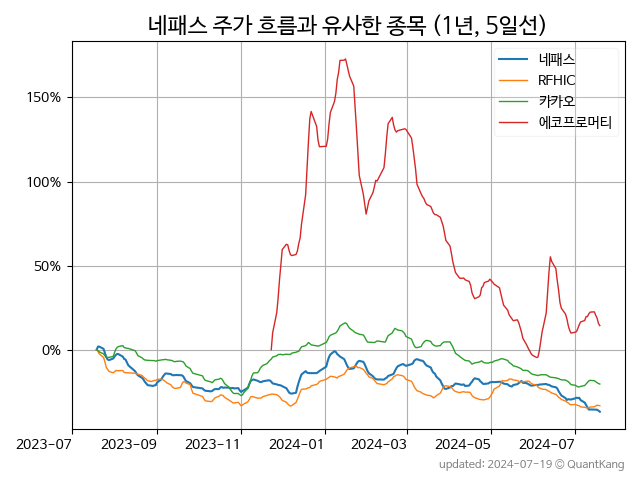 네패스 주가 흐름과 유사한 종목 (1년, 5일선)
네패스
RFHIC
카카오
에코프로머티
150%
100%
50%
0%
2023-07 2023-09 2023-11 2024-01 2024-03 2024-05 2024-07
updated: 2024-07-19 @ QuantKang